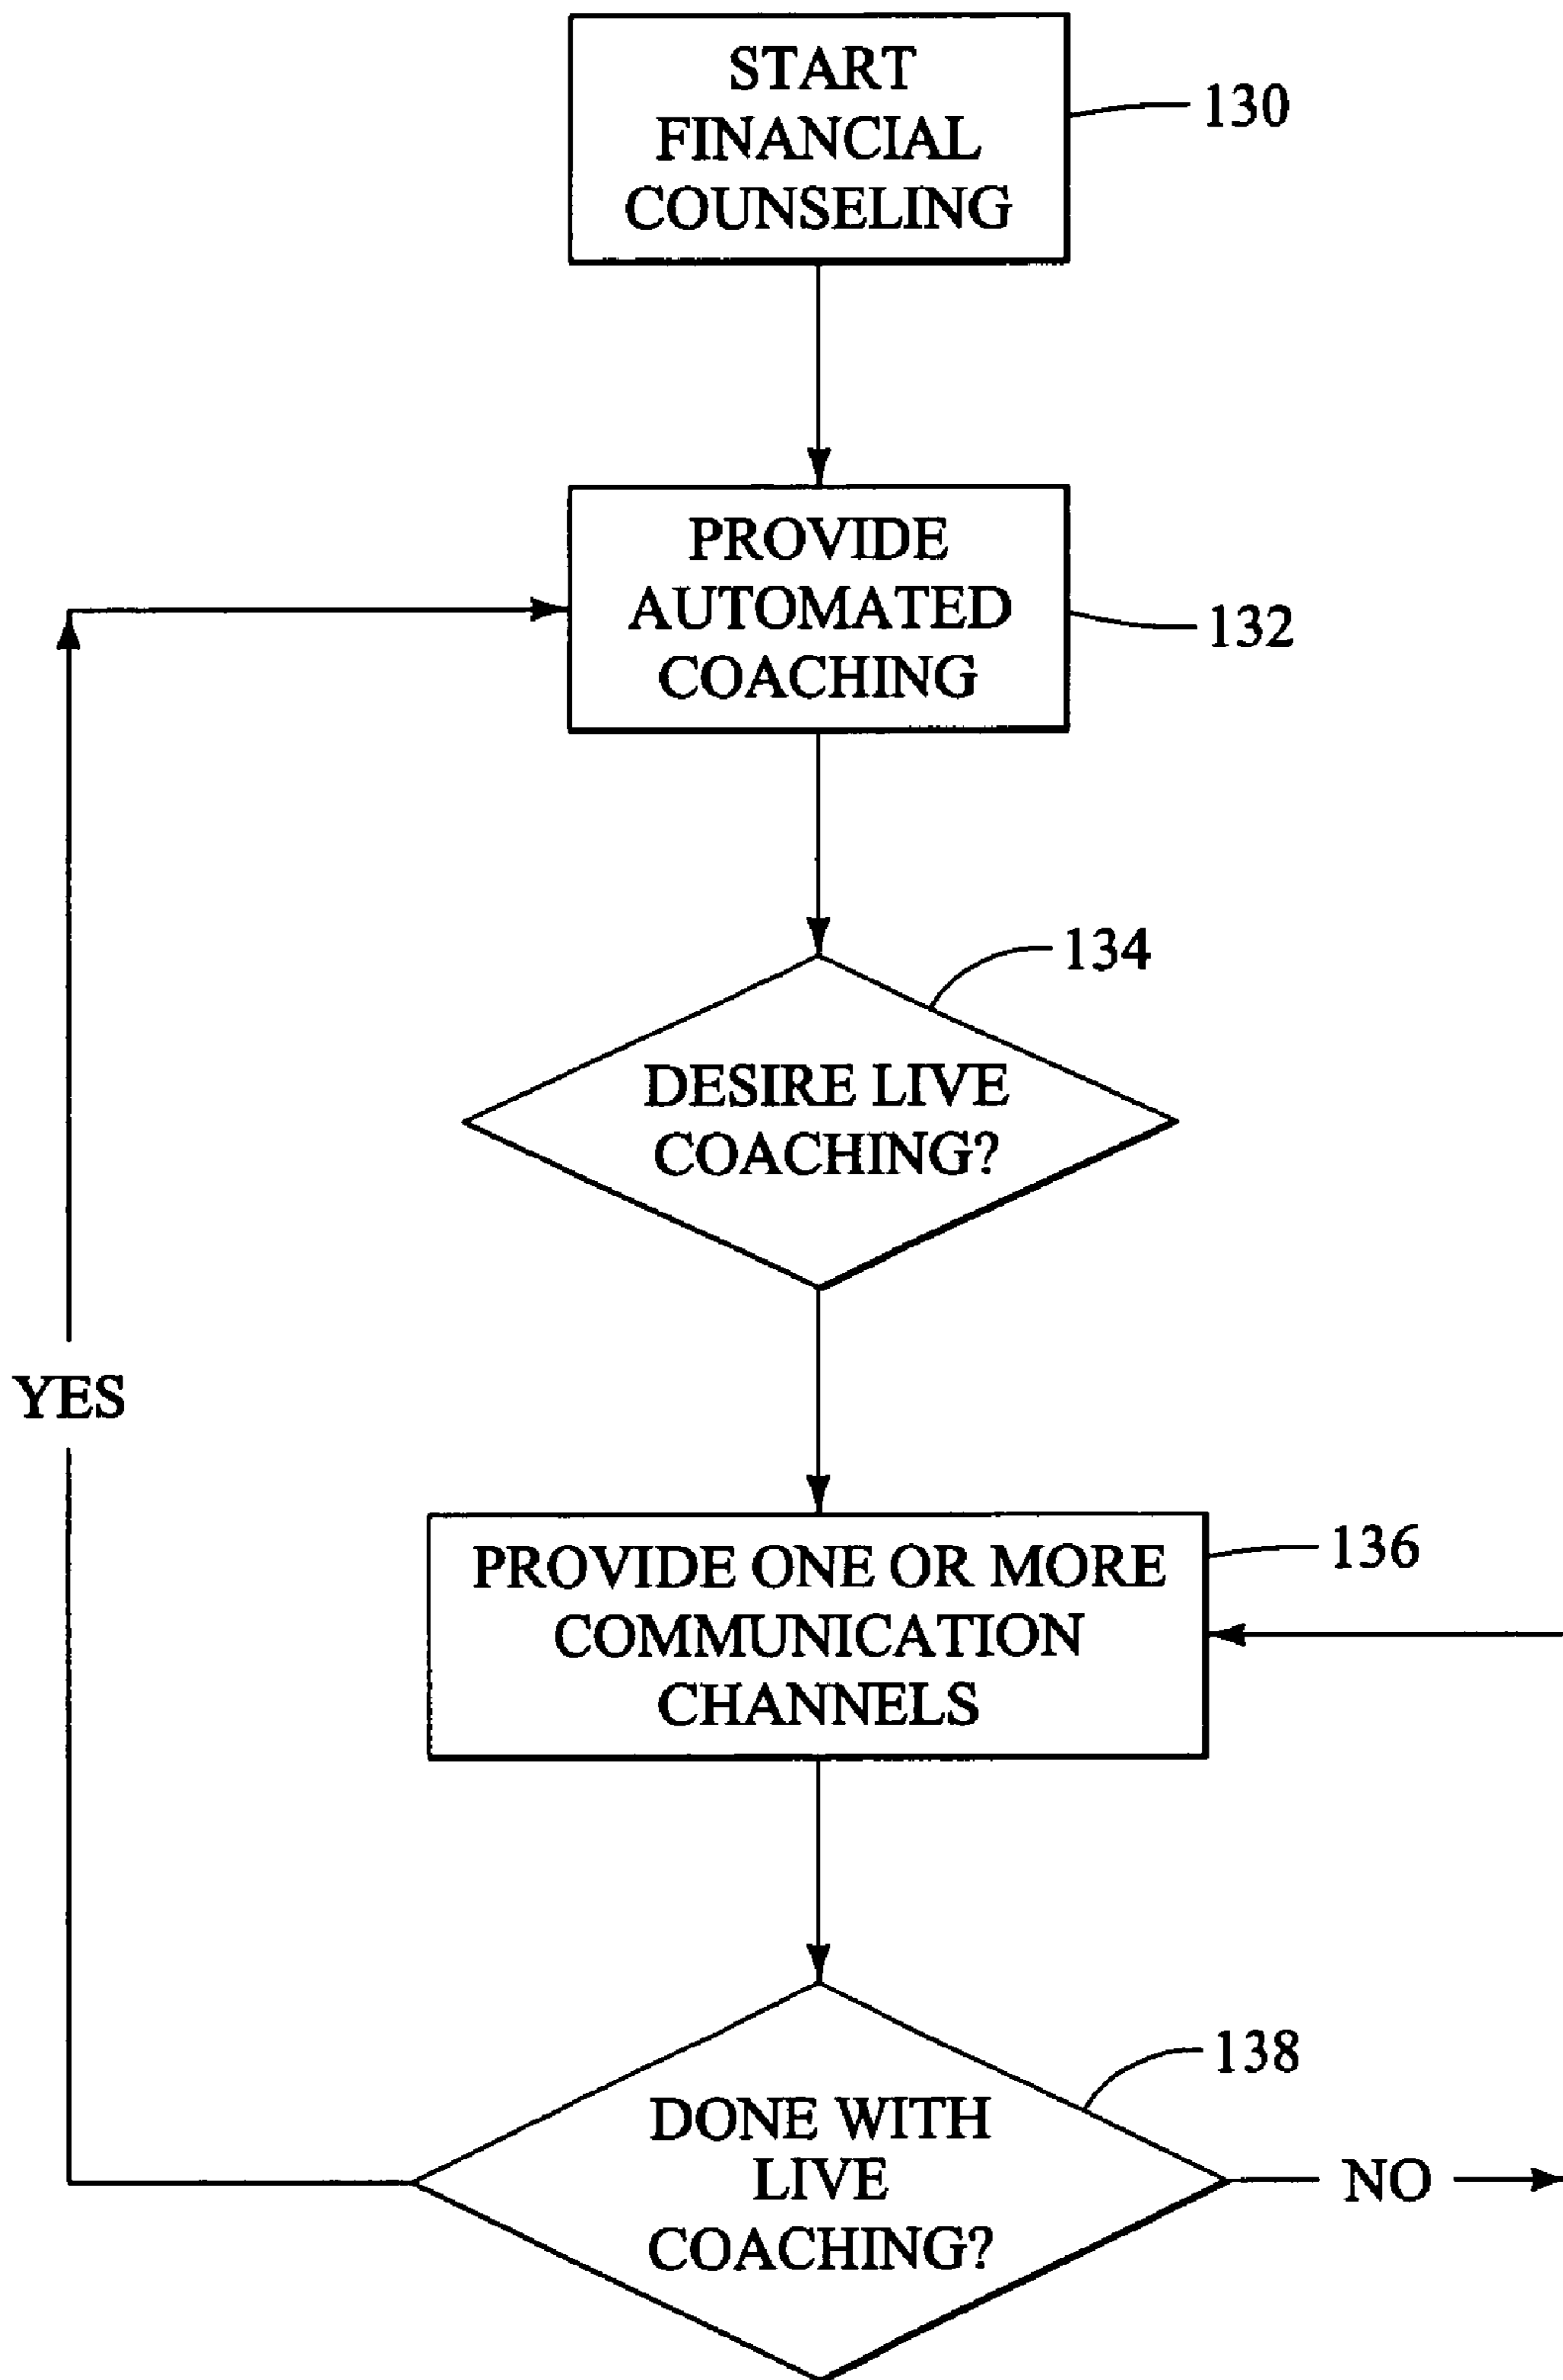 START
FINANCIAL
COUNSELING
130
PROVIDE
AUTOMATED
COACHING
132
134
DESIRE LIVE
COACHING?
YES
PROVIDE ONE OR MORE
COMMUNICATION
CHANNELS
136
138
DONE WITH
LIVE
COACHING?
NO